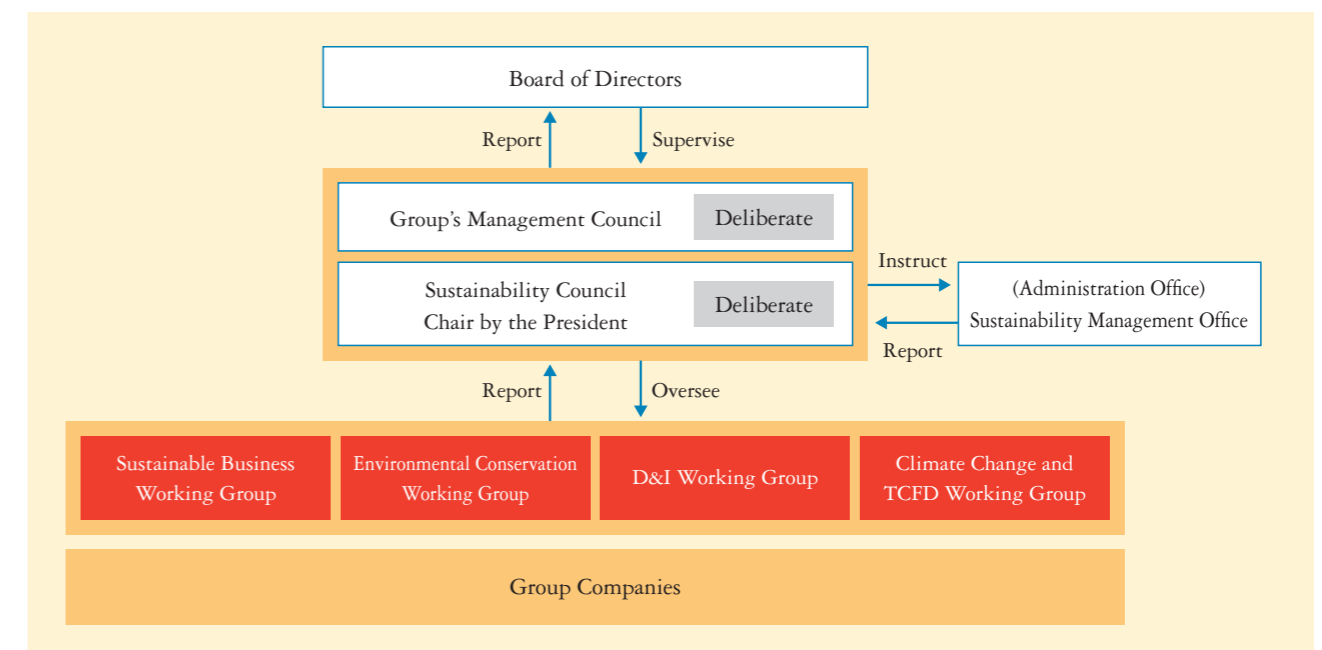 Board of Directors
Report
Supervise
Group's Management Council
Deliberate
Sustainability Council
Chair by the President
Deliberate
Instruct
(Administration Office)
Sustainability Management Office
Report
Report
Oversee
Sustainable Business
Working Group
Environmental Conservation
Working Group
D&I Working Group
Climate Change and
TCFD Working Group
Group Companies